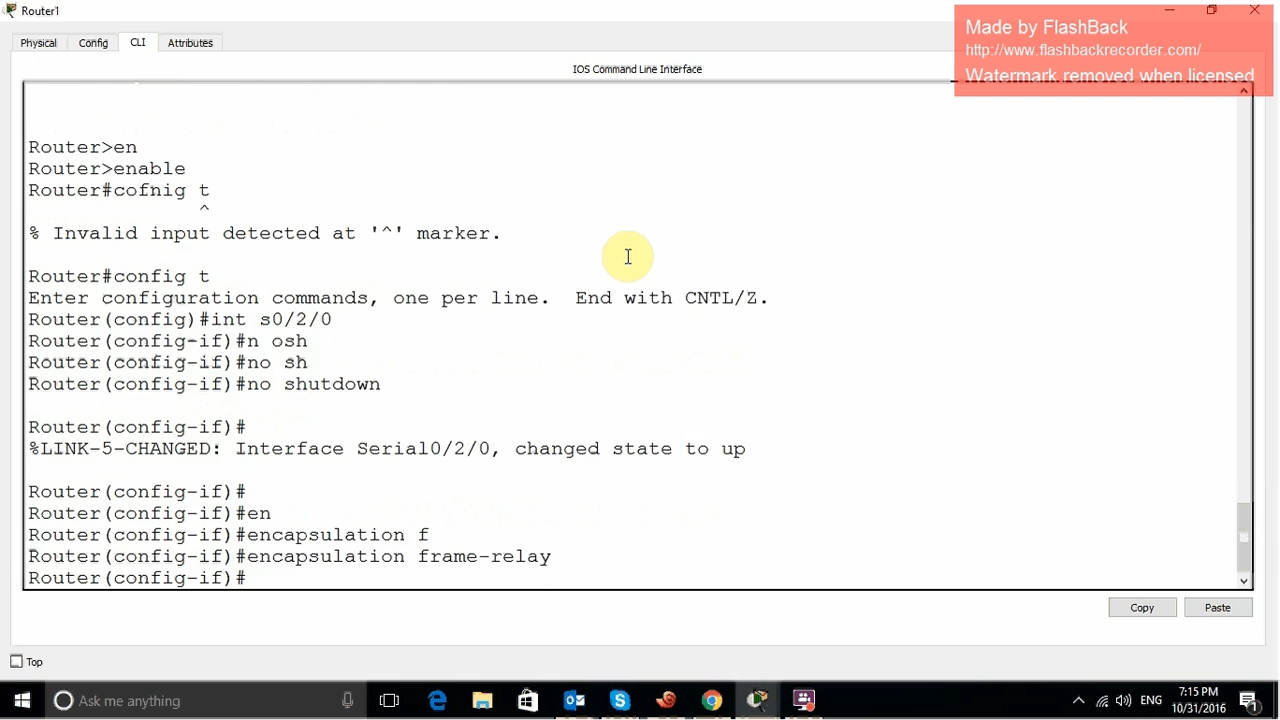 Router1
Made by FlashBack
http://www.flashbackrecorder.com/
Watermark removed when licensed
Physical Config CLI Attributes
IOS Command Line Interface
Router>en
Router>enable
Router#cofnig t
^
% Invalid input detected at '^' marker.
Router#config t
Enter configuration commands, one per line. End with CNTL/Z.
Router(config)#int s0/2/0
Router(config-if)#n osh
Router(config-if)#no sh
Router(config-if)#no shutdown
Router(config-if)#
%LINK-5-CHANGED: Interface Serial0/2/0, changed state to up
Router(config-if)#
Router(config-if)#en
Router(config-if)#encapsulation f
Router(config-if)#encapsulation frame-relay
Router(config-if)#
Copy Paste
Top
Ask me anything
ENG
7:15 PM
10/31/2016
1